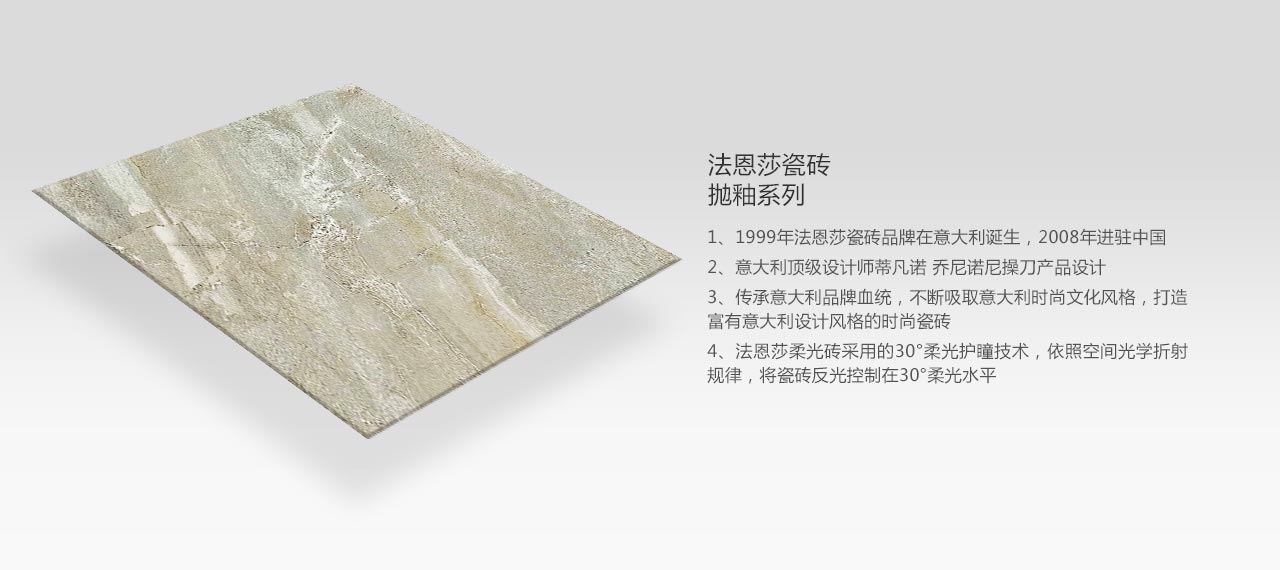 法恩莎瓷砖
抛釉系列
1、1999年法恩莎瓷砖品牌在意大利诞生，2008年进驻中国
2、意大利顶级设计师蒂凡诺 乔尼诺尼操刀产品设计
3、传承意大利品牌血统，不断吸取意大利时尚文化风格，打造
富有意大利设计风格的时尚瓷砖
4、法恩莎柔光砖采用的30°柔光护瞳技术，依照空间光学折射
规律，将瓷砖反光控制在30°柔光水平